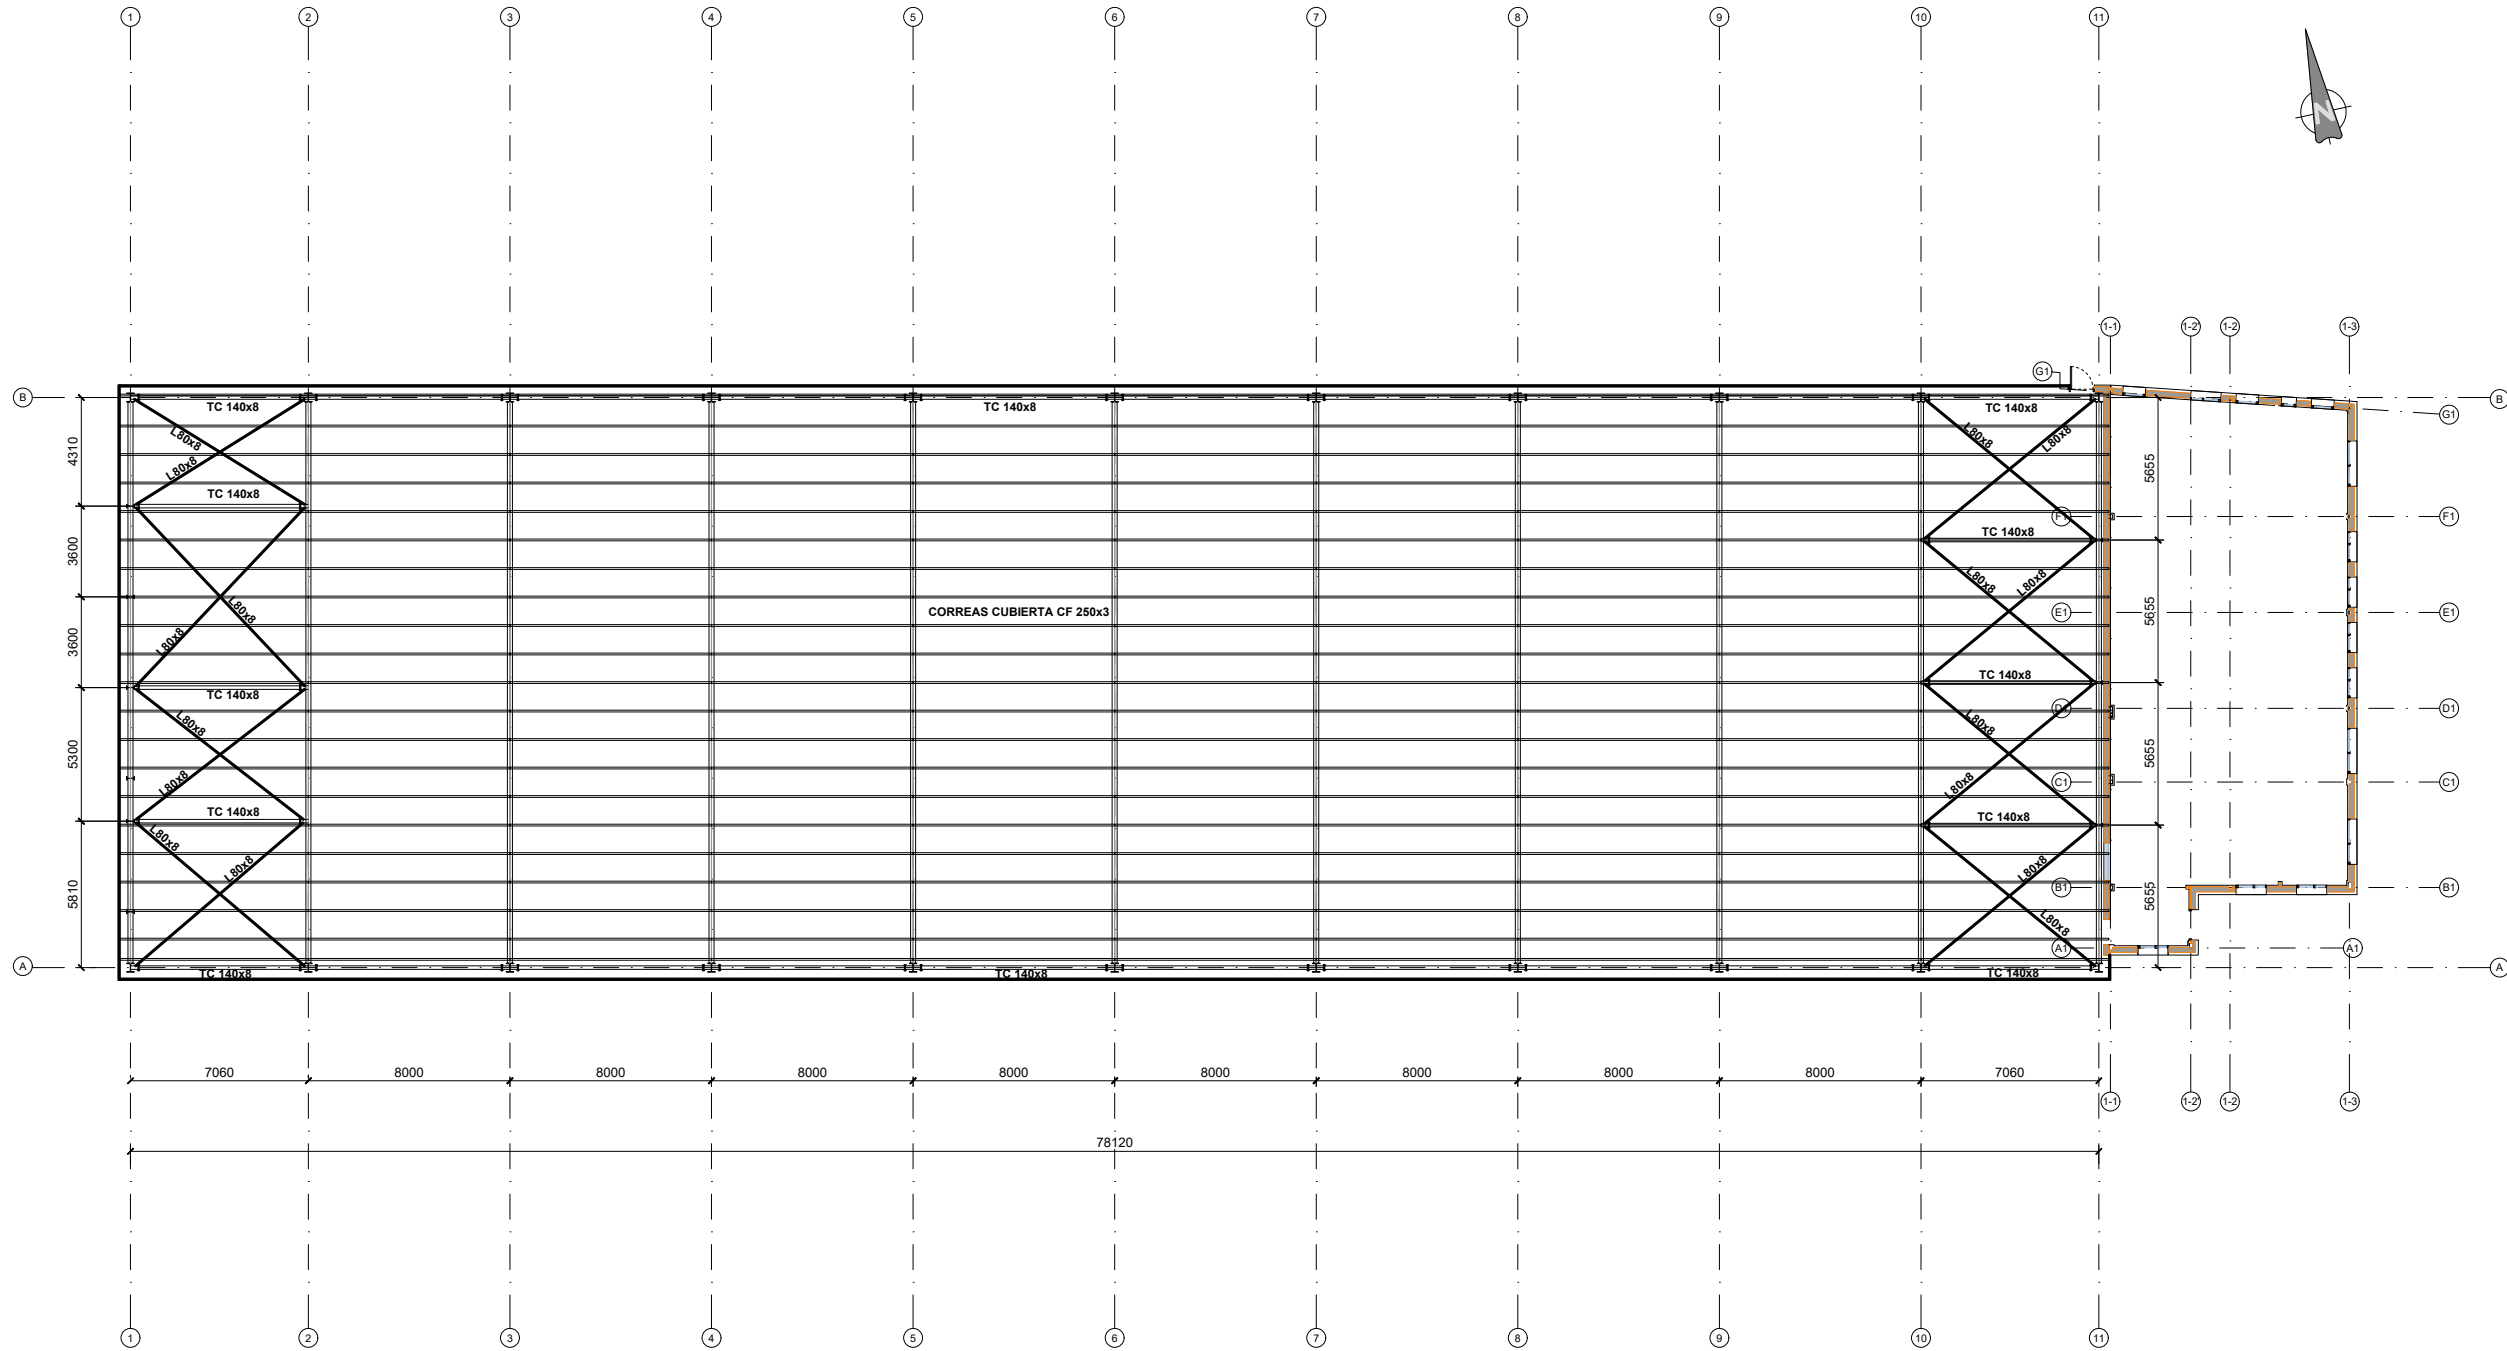 1 2 3 4 5 6 7 8 9 10 11
N
1-1 1-2' 1-2 1-3
G1
B B
TC 140x8 TC 140x8 TC 140x8
G1
L80x8 L80x8 L80x8
4310
L80x8
5655
TC 140x8
F1 F1
TC 140x8
3600
L80x8 L80x8
L80x8
CORREAS CUBIERTA CF 250x3
E1 5655 E1
3600
L80x8
TC 140x8 TC 140x8
D1 D1
L80x8 L80x8
5300
5655
L80x8 L80x8
C1 C1
TC 140x8 TC 140x8
L80x8
L80x8 L80x8
5810
B1 5655 B1
L80x8
A1 A1
A A
TC 140x8 TC 140x8 TC 140x8
7060 8000 8000 8000 8000 8000 8000 8000 8000 7060
1-1 1-2' 1-2 1-3
78120
1 2 3 4 5 6 7 8 9 10 11